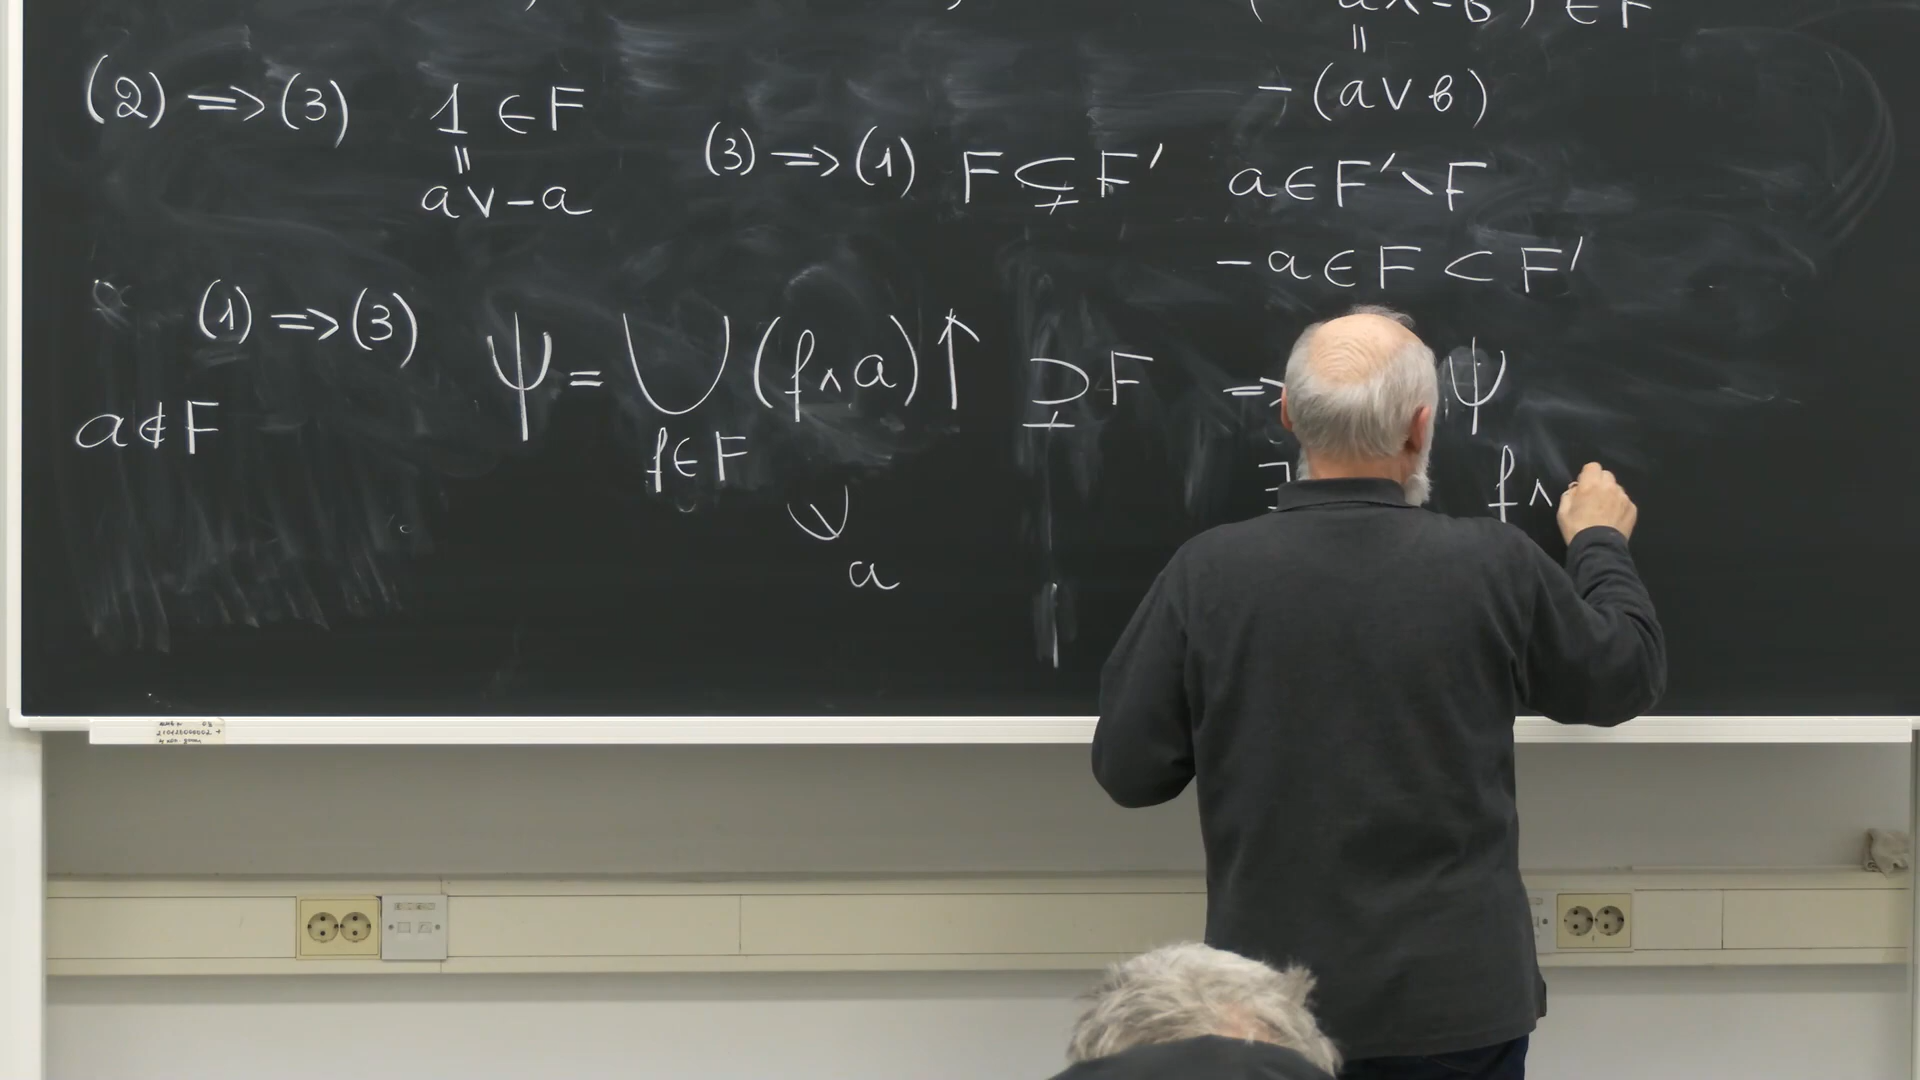 a∧-b) ∈ F
||
-(a∨b)
(2) => (3) 1 ∈ F
||
a∨-a
(3) => (1) F ⊊ F'
a ∈ F' \ F
-a ∈ F ⊂ F'
(1) => (3)
a ∉ F
ψ = ⋃ (f∧a)↑ ⊋ F => ψ
f ∈ F
∪
a
∃ f∧